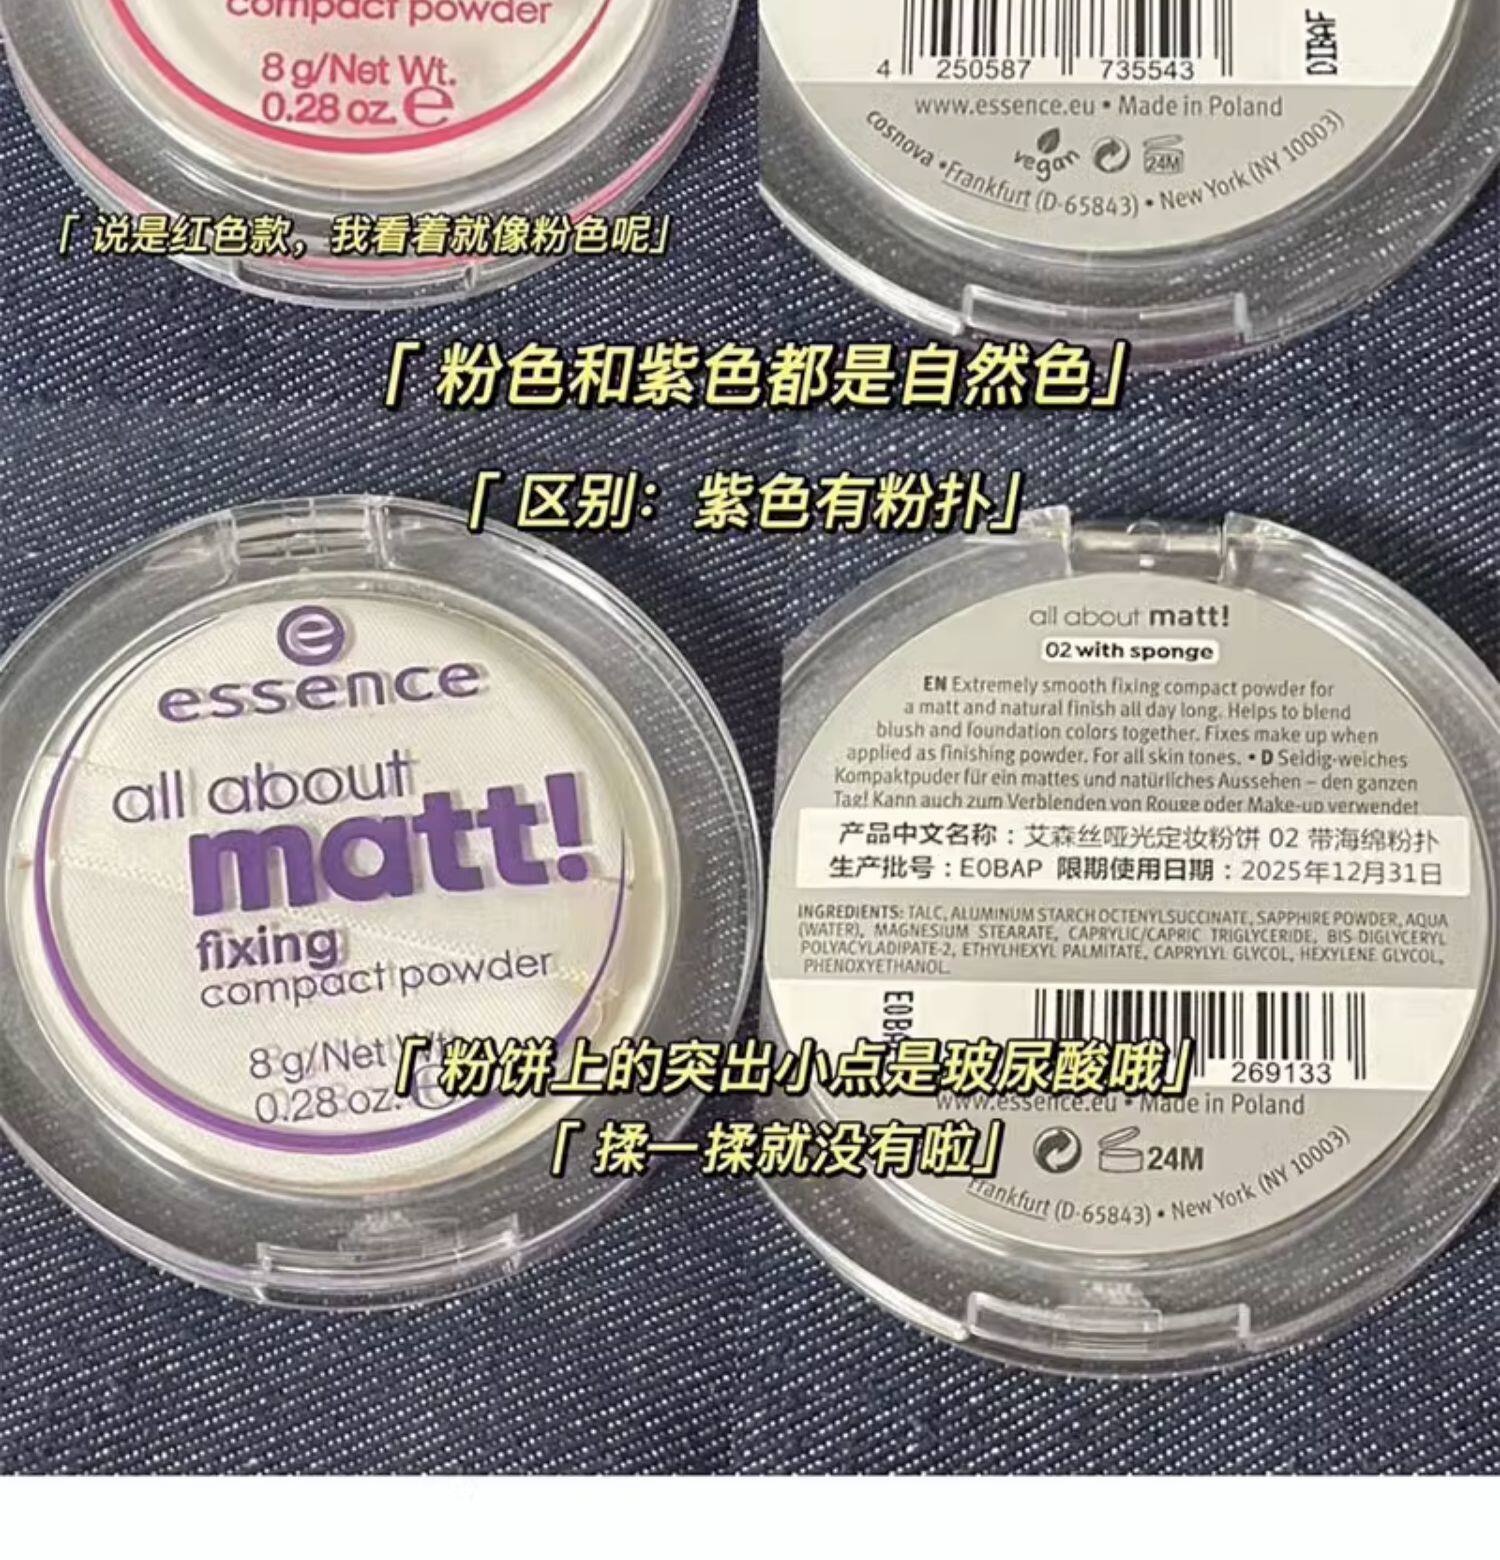 compact powder
8 g/Net Wt.
0.28 oz. e
「 说是红色款，我看着就像粉色呢」
4 250587 735543
DIBAF
www.essence.eu • Made in Poland
vegan
24M
cosnova • Frankfurt (D-65843) • New York (NY 10003)
「 粉色和紫色都是自然色」
「 区别：紫色有粉扑」
e
essence
all about
matt!
fixing
compact powder
8 g/Net Wt.
0.28 oz. e
all about matt!
02 with sponge
EN Extremely smooth fixing compact powder for
a matt and natural finish all day long. Helps to blend
blush and foundation colors together. Fixes make up when
applied as finishing powder. For all skin tones. • D Seidig-weiches
Kompaktpuder für ein mattes und natürliches Aussehen – den ganzen
Tag! Kann auch zum Verblenden von Rouge oder Make-up verwendet
产品中文名称：艾森丝哑光定妆粉饼 02 带海绵粉扑
生产批号：E0BAP 限期使用日期：2025年12月31日
INGREDIENTS: TALC, ALUMINUM STARCH OCTENYLSUCCINATE, SAPPHIRE POWDER, AQUA
(WATER), MAGNESIUM STEARATE, CAPRYLIC/CAPRIC TRIGLYCERIDE, BIS-DIGLYCERYL
POLYACYLADIPATE-2, ETHYLHEXYL PALMITATE, CAPRYLYL GLYCOL, HEXYLENE GLYCOL,
PHENOXYETHANOL.
269133
「 粉饼上的突出小点是玻尿酸哦」
www.essence.eu • Made in Poland
「 揉一揉就没有啦」
24M
Frankfurt (D-65843) • New York (NY 10003)